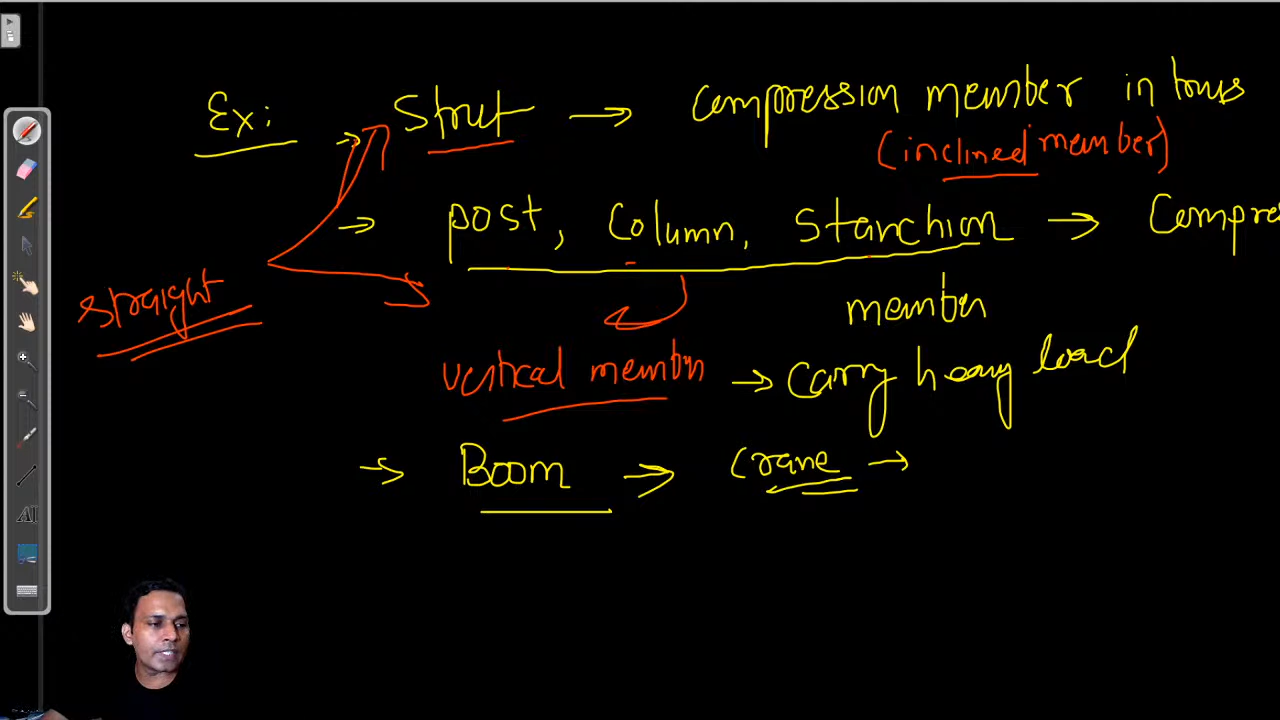 Ex: → Strut → compression member in truss
(inclined member)
→ post, Column, Stanchion → Compre
straight
member
vertical member → carry heavy load
→ Boom → Crane →